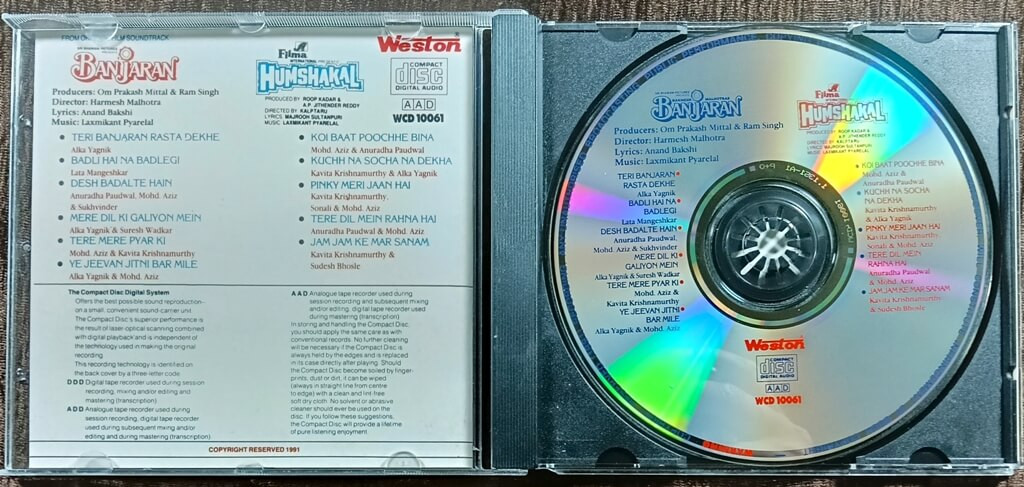 FROM ORIGINAL FILM SOUNDTRACK
BANJARAN
Producers: Om Prakash Mittal & Ram Singh
Director: Harmesh Malhotra
Lyrics: Anand Bakshi
Music: Laxmikant Pyarelal
Filma
INTERNATIONAL
HUMSHAKAL
PRODUCED BY ROOP KADAR &
A.P. JITHENDER REDDY
DIRECTED BY KALPTARU
LYRICS MAJROOH SULTANPURI
MUSIC LAXMIKANT PYARELAL
Weston
COMPACT
disc
DIGITAL AUDIO
AAD
WCD 10061
• TERI BANJARAN RASTA DEKHE
Alka Yagnik
• BADLI HAI NA BADLEGI
Lata Mangeshkar
• DESH BADALTE HAIN
Anuradha Paudwal, Mohd. Aziz
& Sukhvinder
• MERE DIL KI GALIYON MEIN
Alka Yagnik & Suresh Wadkar
• TERE MERE PYAR KI
Mohd. Aziz & Kavita Krishnamurthy
• YE JEEVAN JITNI BAR MILE
Alka Yagnik & Mohd. Aziz
• KOI BAAT POOCHHE BINA
Mohd. Aziz & Anuradha Paudwal
• KUCHH NA SOCHA NA DEKHA
Kavita Krishnamurthy & Alka Yagnik
• PINKY MERI JAAN HAI
Kavita Krishnamurthy,
Sonali & Mohd. Aziz
• TERE DIL MEIN RAHNA HAI
Anuradha Paudwal & Mohd. Aziz
• JAM JAM KE MAR SANAM
Kavita Krishnamurthy &
Sudesh Bhosle
The Compact Disc Digital System
Offers the best possible sound reproduction-
on a small, convenient sound carrier unit.
The Compact Disc's superior performance is
the result of laser optical scanning combined
with digital playback and is independent of
the technology used in making the original
recording.
This recording technology is identified on
the back cover by a three-letter code
DDD Digital tape recorder used during session
recording, mixing and/or editing and
mastering (transcription)
ADD Analogue tape recorder used during
session recording, digital tape recorder
used during subsequent mixing and/or
editing and during mastering (transcription)
AAD Analogue tape recorder used during
session recording and subsequent mixing
and/or editing, digital tape recorder used
during mastering (transcription)
In storing and handling the Compact Disc,
you should apply the same care as with
conventional records. No further cleaning
will be necessary if the Compact Disc is
always held by the edges and is replaced
in its case directly after playing. Should
the Compact Disc become soiled by finger-
prints, dust or dirt, it can be wiped
(always in straight line from centre
to edge) with a clean and lint-free
soft dry cloth. No solvent or abrasive
cleaner should ever be used on the
disc. If you follow these suggestions,
the Compact Disc will provide a lifetime
of pure listening enjoyment.
COPYRIGHT RESERVED 1991
BANJARAN
Producers: Om Prakash Mittal & Ram Singh
Director: Harmesh Malhotra
Lyrics: Anand Bakshi
Music: Laxmikant Pyarelal
Filma
HUMSHAKAL
PRODUCED BY ROOP KADAR &
A.P. JITHENDER REDDY
DIRECTED BY KALPTARU
LYRICS MAJROOH SULTANPURI
MUSIC LAXMIKANT PYARELAL
TERI BANJARAN •
RASTA DEKHE
Alka Yagnik
BADLI HAI NA •
BADLEGI
Lata Mangeshkar
DESH BADALTE HAIN •
Anuradha Paudwal,
Mohd. Aziz & Sukhvinder
MERE DIL KI •
GALIYON MEIN
Alka Yagnik & Suresh Wadkar
TERE MERE PYAR KI •
Mohd. Aziz &
Kavita Krishnamurthy
YE JEEVAN JITNI •
BAR MILE
Alka Yagnik & Mohd. Aziz
• KOI BAAT POOCHHE BINA
Mohd. Aziz &
Anuradha Paudwal
• KUCHH NA SOCHA
NA DEKHA
Kavita Krishnamurthy
& Alka Yagnik
• PINKY MERI JAAN HAI
Kavita Krishnamurthy
Sonali & Mohd. Aziz
• TERE DIL MEIN
RAHNA HAI
Anuradha Paudwal
& Mohd. Aziz
• JAM JAM KE MAR SANAM
Kavita Krishnamurthy
& Sudesh Bhosle
Weston
COMPACT
disc
DIGITAL AUDIO
AAD
WCD 10061